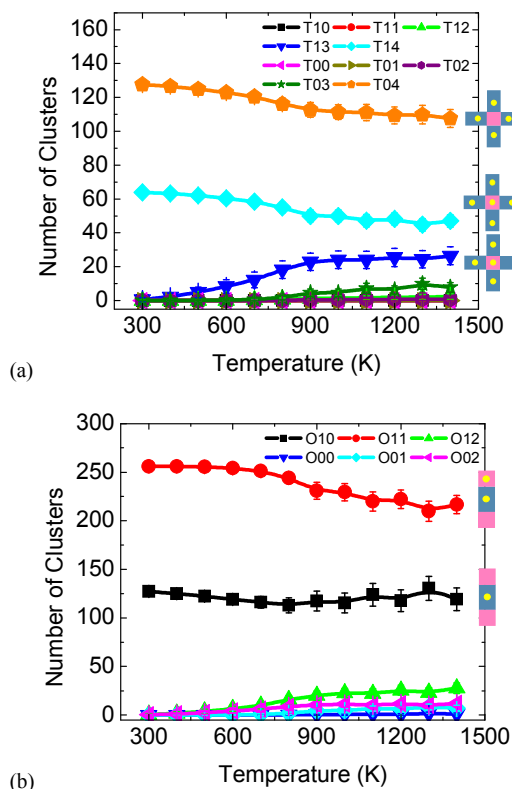 T10 T11 T12
T13 T14
T00 T01 T02
T03 T04
180
160
140
120
100
80
60
40
20
0
Number of Clusters
300 600 900 1200 1500
Temperature (K)
(a)
O10 O11 O12
O00 O01 O02
300
250
200
150
100
50
0
Number of Clusters
300 600 900 1200 1500
Temperature (K)
(b)